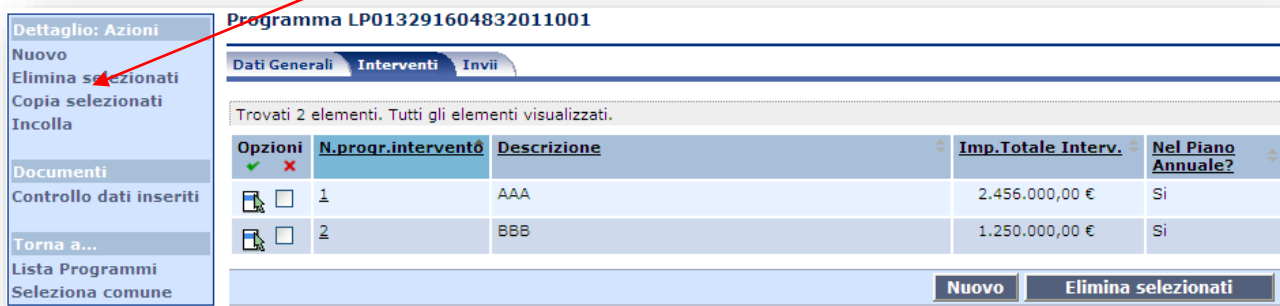 Programma LP013291604832011001
Dettaglio: Azioni
Nuovo
Elimina selezionati
Copia selezionati
Incolla
Documenti
Controllo dati inseriti
Torna a...
Lista Programmi
Seleziona comune
Dati Generali Interventi Invii
Trovati 2 elementi. Tutti gli elementi visualizzati.
Opzioni N.progr.intervento Descrizione Imp.Totale Interv. Nel Piano Annuale?
1 AAA 2.456.000,00 € Si
2 BBB 1.250.000,00 € Si
Nuovo Elimina selezionati